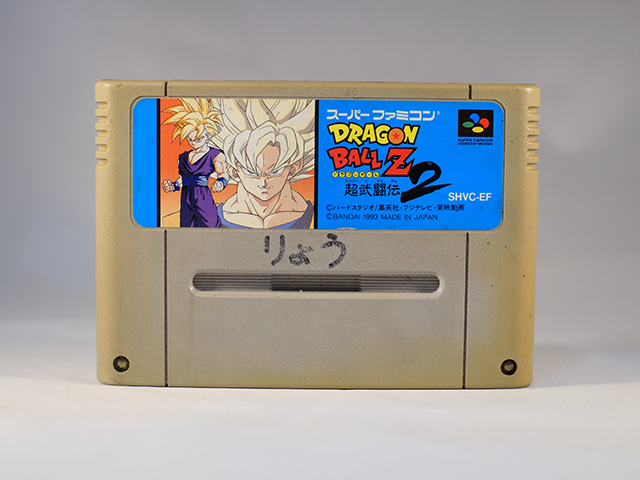 スーパーファミコン
DRAGON
BALL Z 2
ドラゴンボール
超武闘伝
SHVC-EF
©バードスタジオ/集英社・フジテレビ・東映動画
©BANDAI 1993 MADE IN JAPAN
りょう